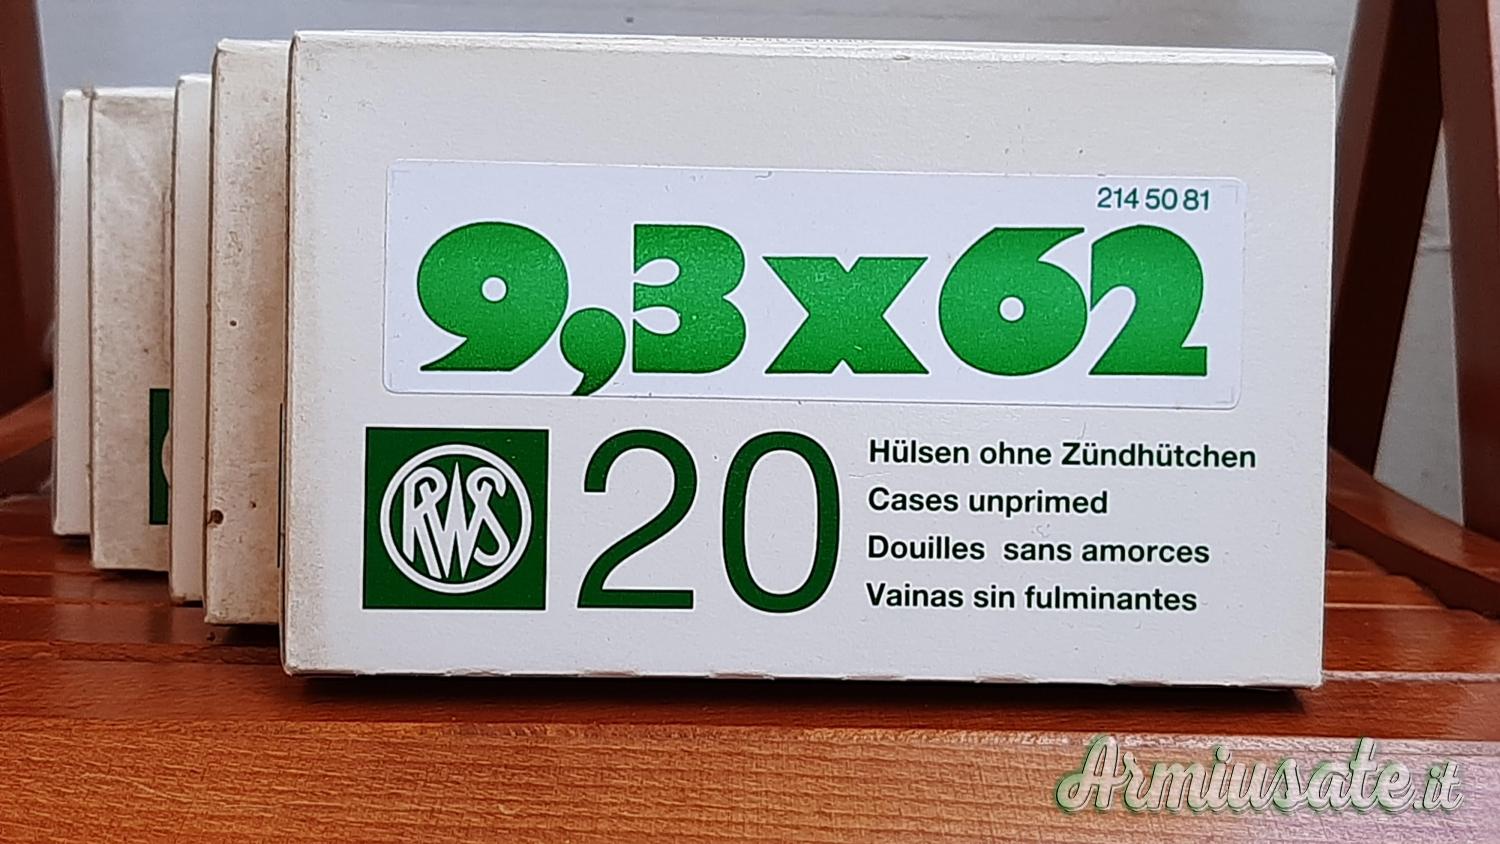 214 50 81
9,3x62
RWS
20
Hülsen ohne Zündhütchen
Cases unprimed
Douilles sans amorces
Vainas sin fulminantes
Armiusate.it